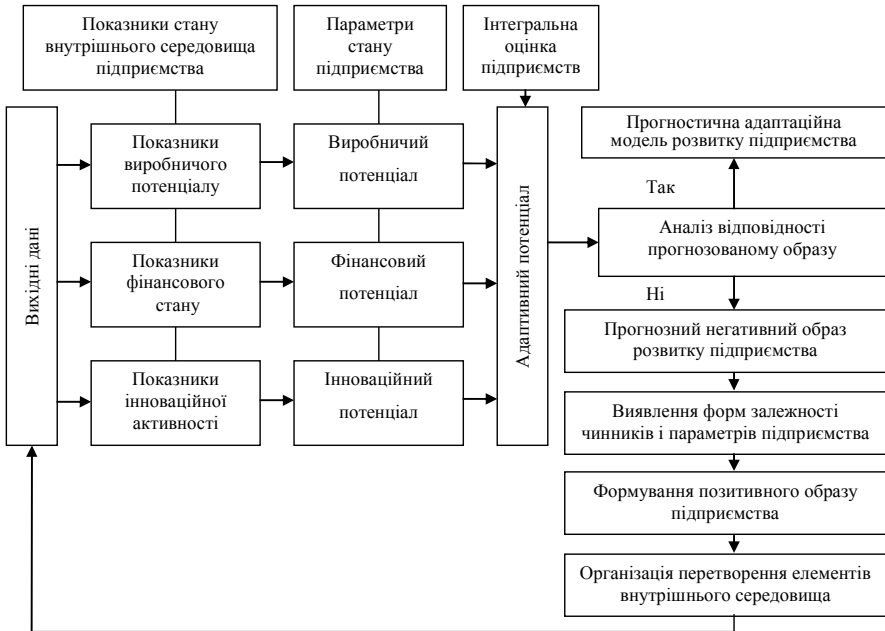 Показники стану
внутрішнього середовища
підприємства
Параметри
стану
підприємства
Інтегральна
оцінка
підприємств
Вихідні дані
Показники
виробничого
потенціалу
Виробничий
потенціал
Показники
фінансового
стану
Фінансовий
потенціал
Показники
інноваційної
активності
Інноваційний
потенціал
Адаптивний потенціал
Прогностична адаптаційна
модель розвитку підприємства
Так
Аналіз відповідності
прогнозованому образу
Ні
Прогнозний негативний образ
розвитку підприємства
Виявлення форм залежності
чинників і параметрів підприємства
Формування позитивного образу
підприємства
Організація перетворення елементів
внутрішнього середовища